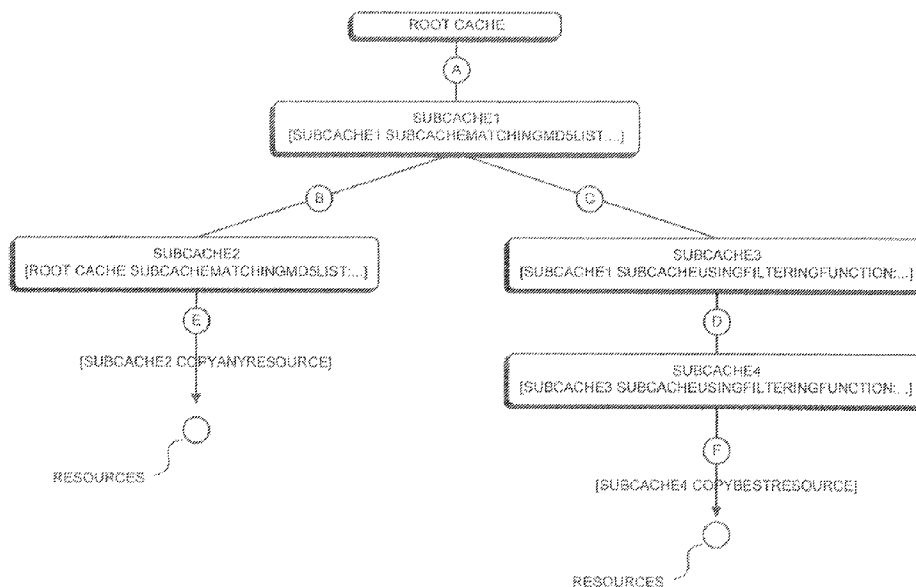 ROOT CACHE
A
SUBCACHE1
[SUBCACHE1 SUBCACHEMATCHINGMD5LIST:...]
B
C
SUBCACHE2
[ROOT CACHE SUBCACHEMATCHINGMD5LIST:...]
SUBCACHE3
[SUBCACHE1 SUBCACHEUSINGFILTERINGFUNCTION:...]
E
D
[SUBCACHE2 COPYANYRESOURCE]
SUBCACHE4
[SUBCACHE3 SUBCACHEUSINGFILTERINGFUNCTION:...]
F
RESOURCES
[SUBCACHE4 COPYBESTRESOURCE]
RESOURCES